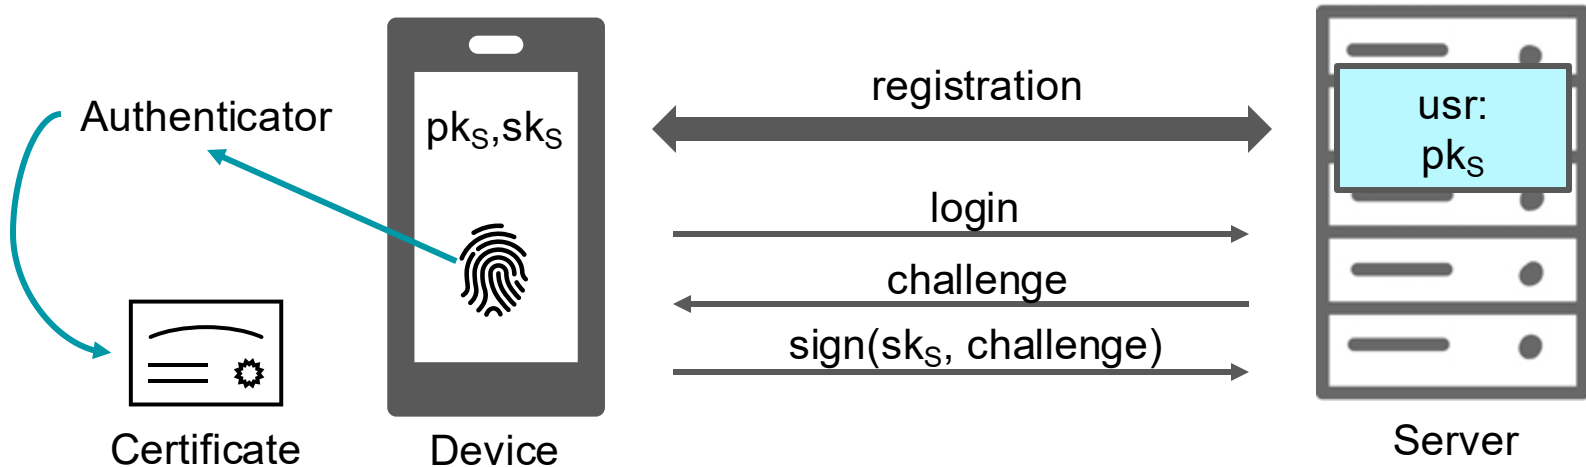 Authenticator
pkS,skS
registration
usr:
pkS
login
challenge
sign(skS, challenge)
Certificate
Device
Server